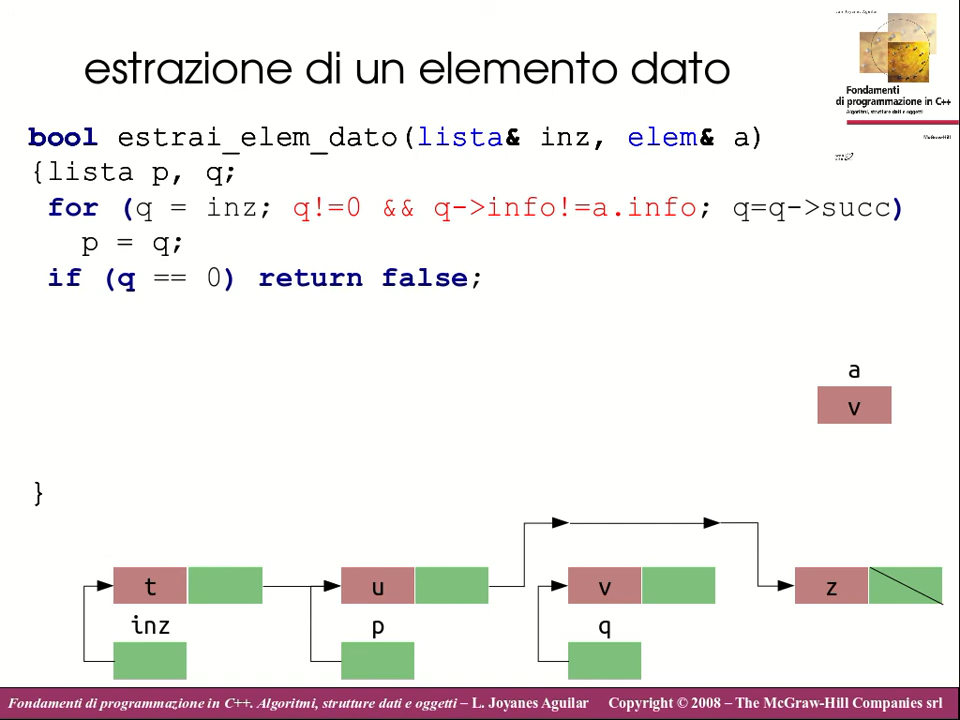 estrazione di un elemento dato
Fondamenti
di programmazione in C++
Algoritmi, strutture dati e oggetti
bool estrai_elem_dato(lista& inz, elem& a)
{lista p, q;
for (q = inz; q!=0 && q->info!=a.info; q=q->succ)
p = q;
if (q == 0) return false;
a
v
}
t
u
v
z
inz
p
q
Fondamenti di programmazione in C++. Algoritmi, strutture dati e oggetti – L. Joyanes Aguilar Copyright © 2008 – The McGraw-Hill Companies srl